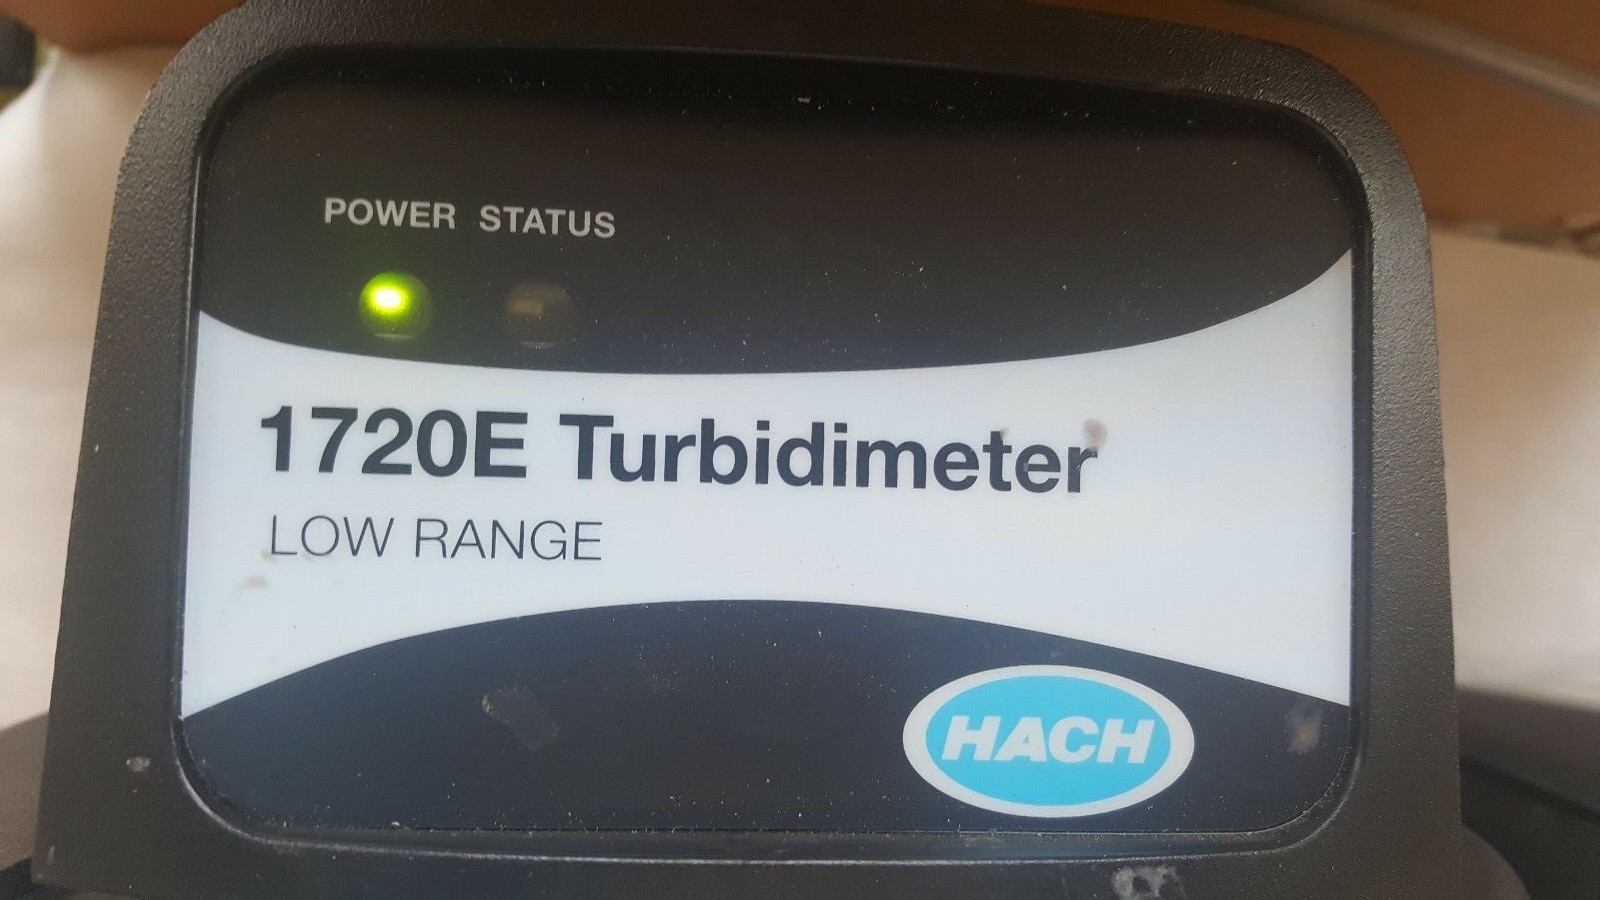 POWER STATUS
1720E Turbidimeter
LOW RANGE
HACH